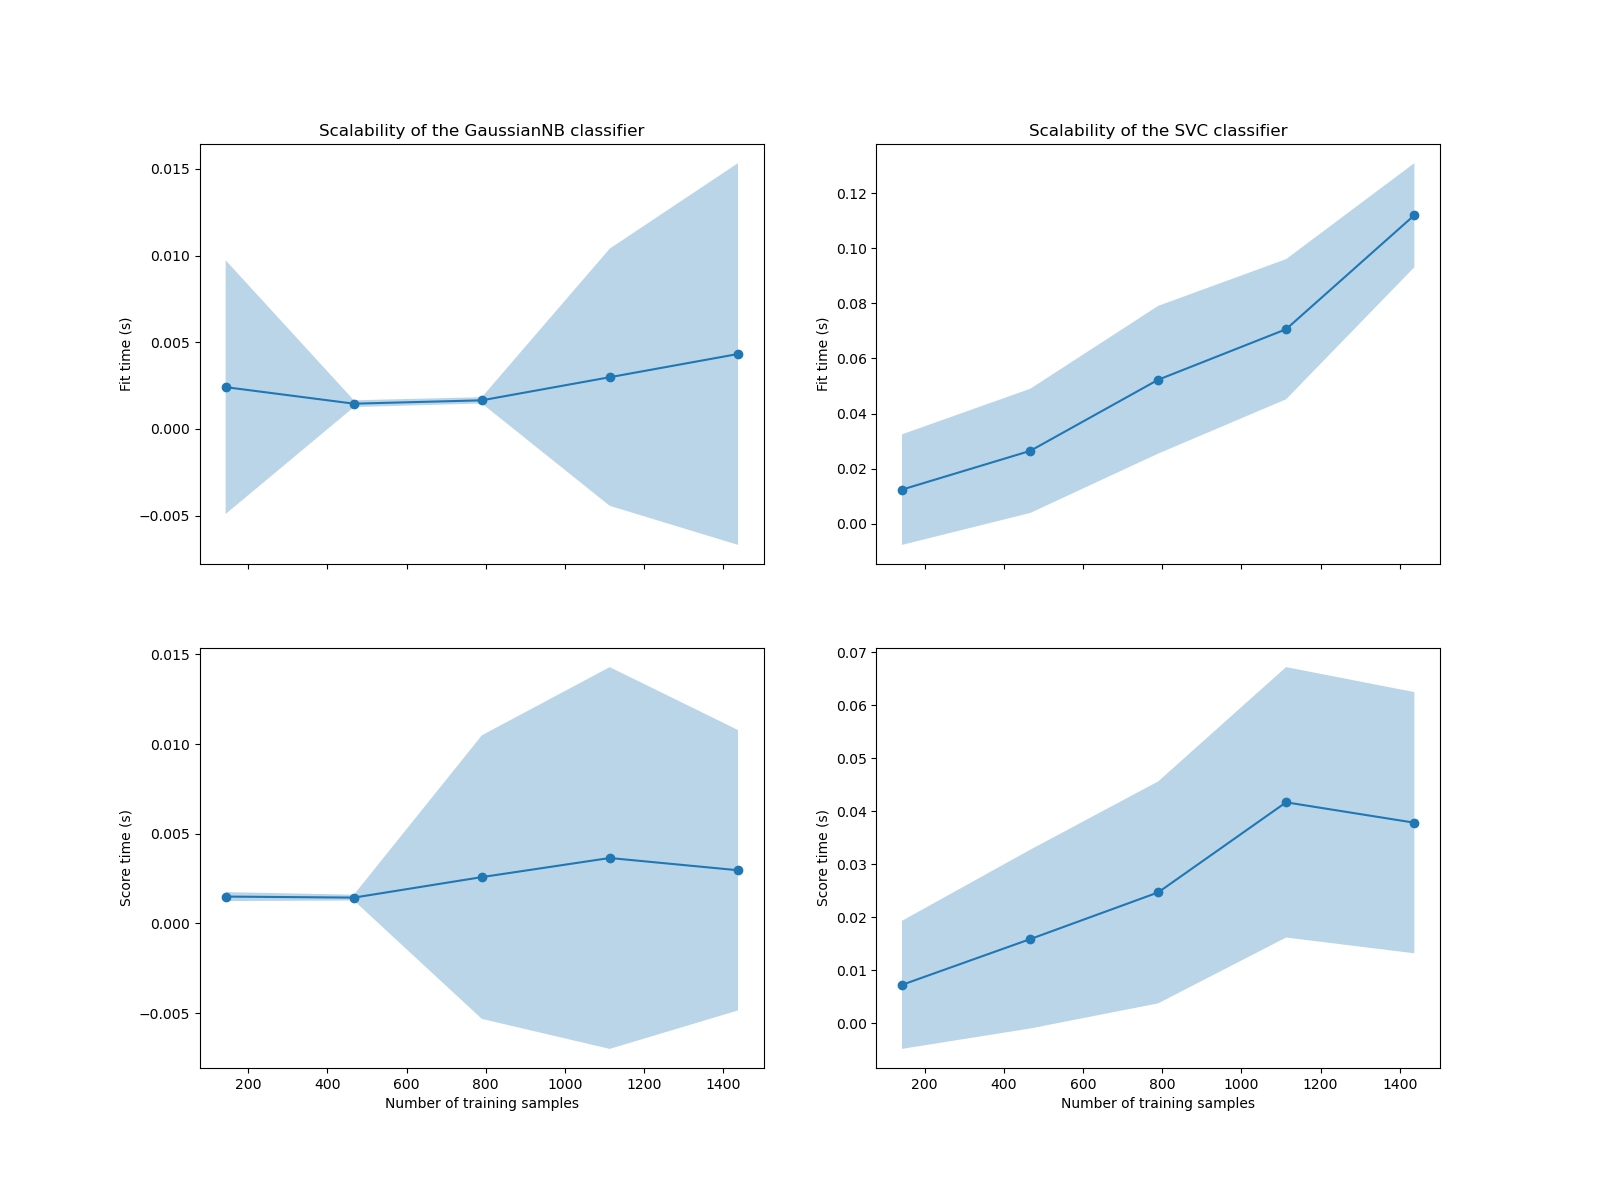 Scalability of the GaussianNB classifier
0.015
0.010
0.005
0.000
−0.005
Fit time (s)
Scalability of the SVC classifier
0.12
0.10
0.08
0.06
0.04
0.02
0.00
Fit time (s)
0.015
0.010
0.005
0.000
−0.005
Score time (s)
200 400 600 800 1000 1200 1400
Number of training samples
0.07
0.06
0.05
0.04
0.03
0.02
0.01
0.00
Score time (s)
200 400 600 800 1000 1200 1400
Number of training samples